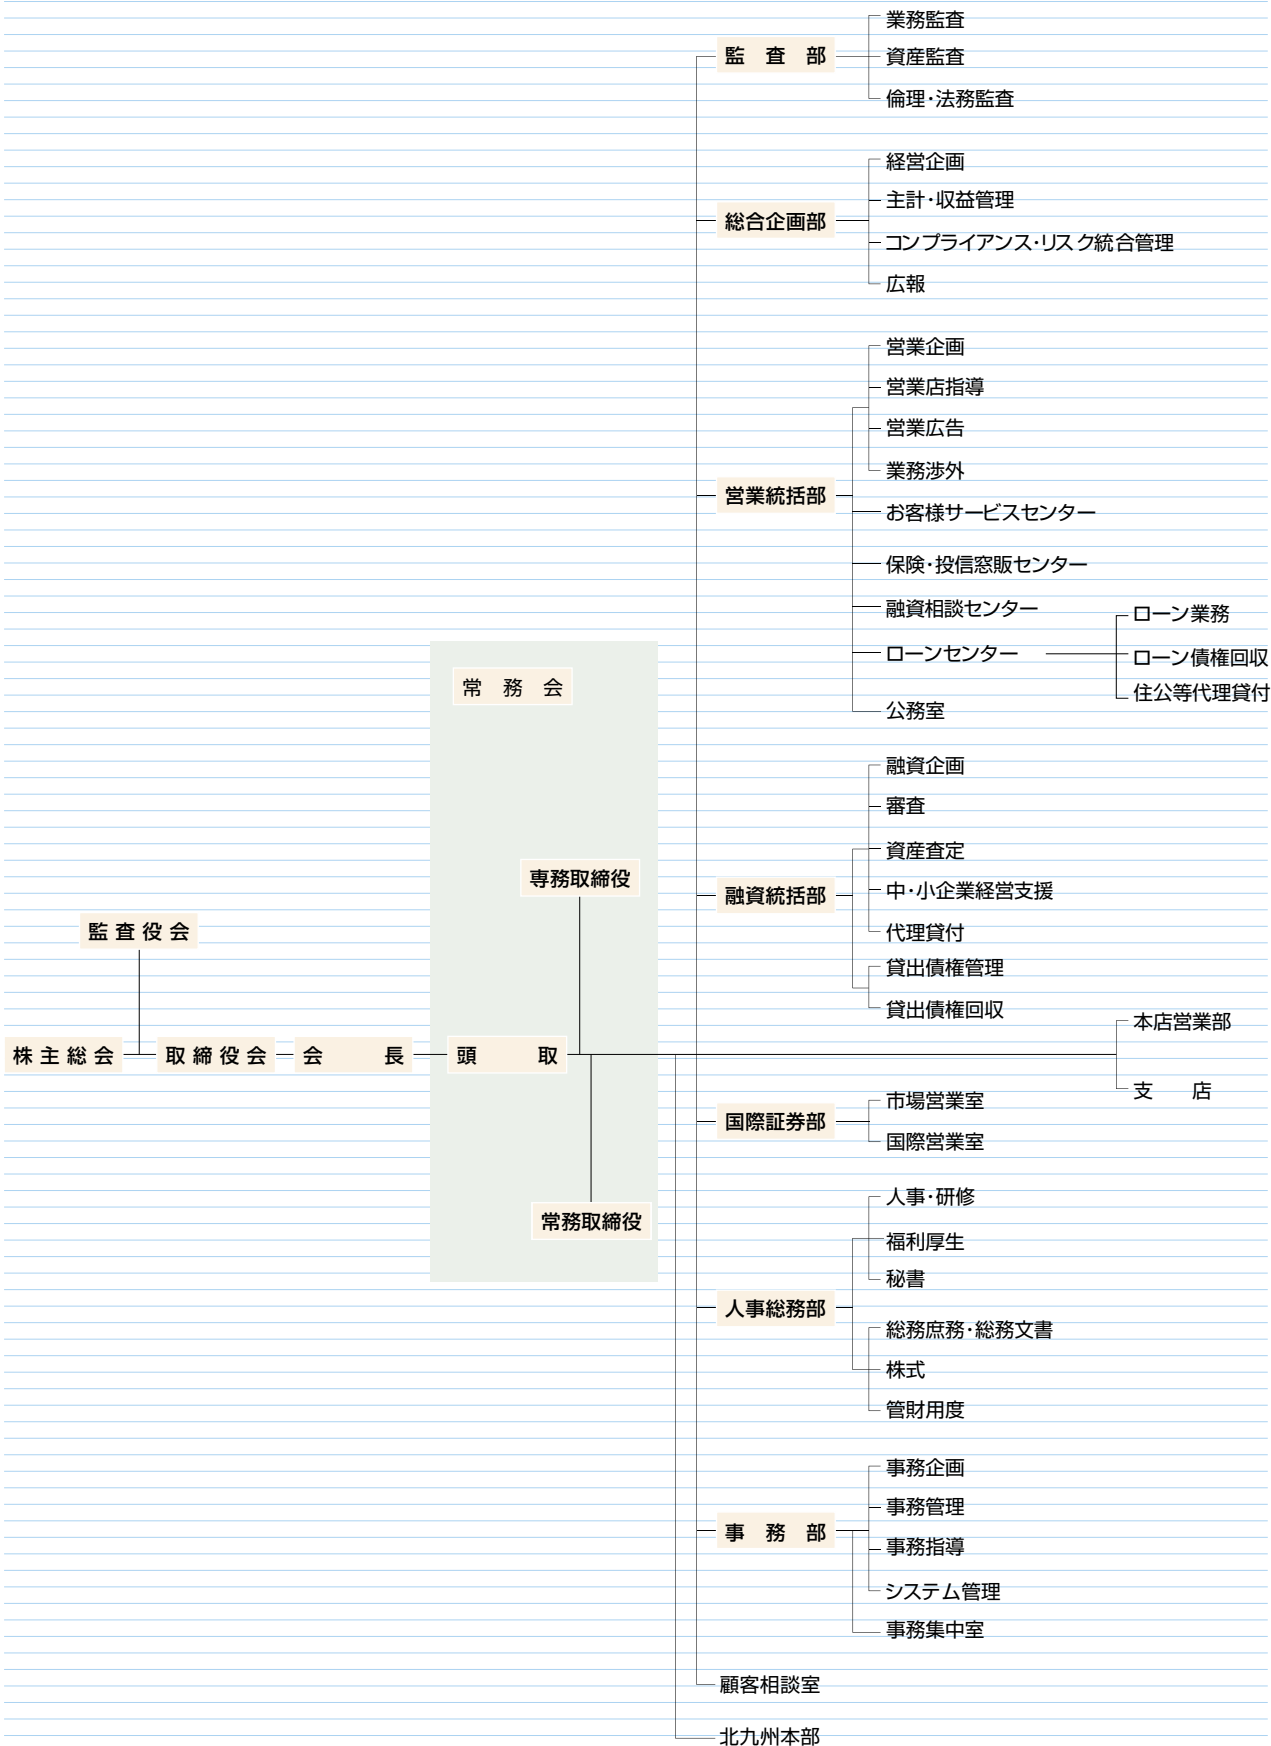 業務監査
監査部
資産監査
倫理・法務監査
経営企画
主計・収益管理
総合企画部
コンプライアンス・リスク統合管理
広報
営業企画
営業店指導
営業広告
業務渉外
営業統括部
お客様サービスセンター
保険・投信窓販センター
融資相談センター
ローン業務
ローンセンター
ローン債権回収
住公等代理貸付
公務室
常務会
融資企画
審査
資産査定
専務取締役
融資統括部
中・小企業経営支援
代理貸付
監査役会
貸出債権管理
貸出債権回収
本店営業部
株主総会
取締役会
会長
頭取
支店
市場営業室
国際証券部
国際営業室
人事・研修
常務取締役
福利厚生
秘書
人事総務部
総務庶務・総務文書
株式
管財用度
事務企画
事務管理
事務部
事務指導
システム管理
事務集中室
顧客相談室
北九州本部